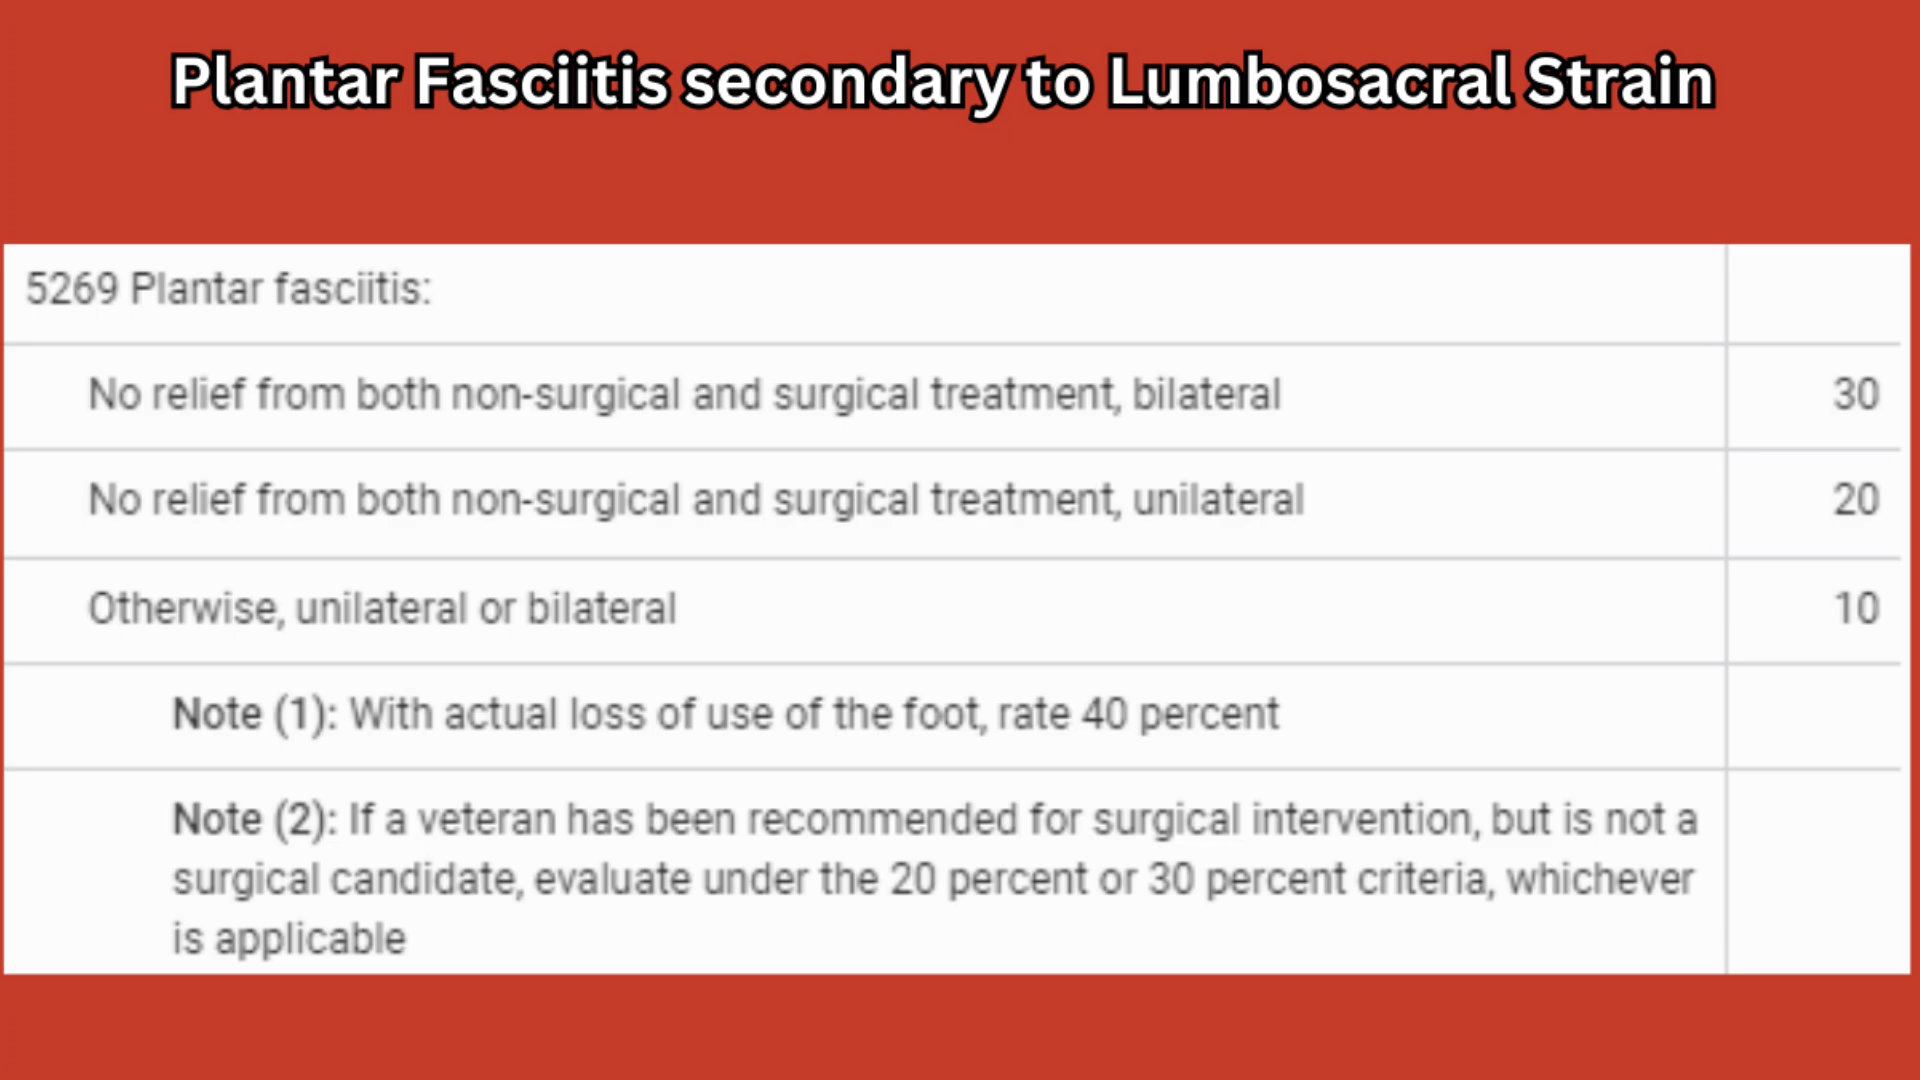 Plantar Fasciitis secondary to Lumbosacral Strain
5269 Plantar fasciitis:
No relief from both non-surgical and surgical treatment, bilateral 30
No relief from both non-surgical and surgical treatment, unilateral 20
Otherwise, unilateral or bilateral 10
Note (1): With actual loss of use of the foot, rate 40 percent
Note (2): If a veteran has been recommended for surgical intervention, but is not a
surgical candidate, evaluate under the 20 percent or 30 percent criteria, whichever
is applicable